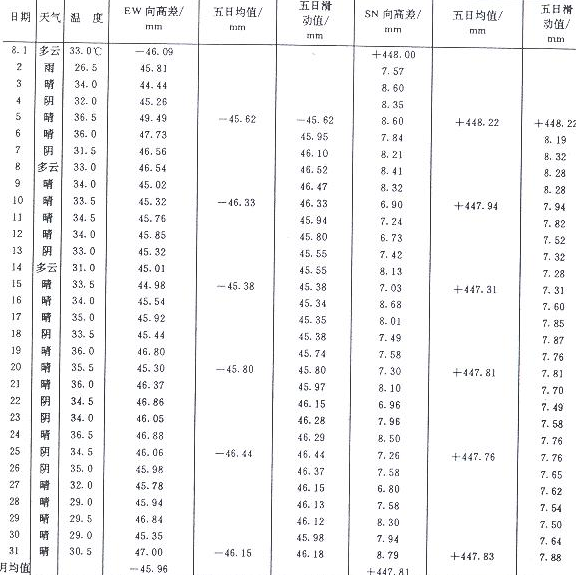 日期 天气 温 度 EW 向高差/ mm 五日均值/ mm 五日滑动值/ mm SN 向高差/ mm 五日均值/ mm 五日滑动值/ mm
8.1 多云 33.0℃ −46.09 +448.00
2 雨 26.5 45.81 7.57
3 晴 34.0 44.44 8.60
4 阴 32.0 45.26 8.35
5 晴 36.5 49.49 −45.62 −45.62 8.60 +448.22 +448.22
6 晴 36.0 47.73 45.95 7.84 8.19
7 阴 31.5 46.56 46.10 8.21 8.32
8 多云 33.0 46.54 46.52 8.41 8.28
9 晴 34.0 45.02 46.47 8.32 8.28
10 晴 33.5 45.32 −46.33 46.33 6.90 +447.94 7.94
11 晴 34.5 45.76 45.94 7.24 7.82
12 晴 34.0 45.85 45.80 6.73 7.52
13 阴 33.0 45.32 45.55 7.42 7.32
14 多云 31.0 45.01 45.55 8.13 7.28
15 晴 33.5 44.98 −45.38 45.38 7.03 +447.31 7.31
16 晴 34.0 45.54 45.34 8.68 7.60
17 晴 35.0 45.92 45.35 8.01 7.85
18 阴 33.5 45.44 45.38 7.49 7.87
19 晴 36.0 46.80 45.74 7.58 7.76
20 晴 35.5 45.30 −45.80 45.80 7.30 +447.81 7.81
21 晴 36.0 46.37 45.97 8.10 7.70
22 阴 34.5 46.86 46.15 6.96 7.49
23 阴 34.0 46.05 46.28 7.96 7.58
24 晴 36.5 46.88 46.29 8.50 7.76
25 阴 34.5 46.06 −46.44 46.44 7.26 +447.76 7.76
26 阴 35.0 45.98 46.37 7.58 7.65
27 晴 32.0 45.78 46.15 6.80 7.62
28 晴 29.0 45.94 46.13 7.58 7.54
29 晴 29.5 46.84 46.12 8.30 7.50
30 晴 29.0 45.35 45.98 7.94 7.64
31 晴 30.5 47.00 −46.15 46.18 8.79 +447.83 7.88
月均值 −45.96 +447.81